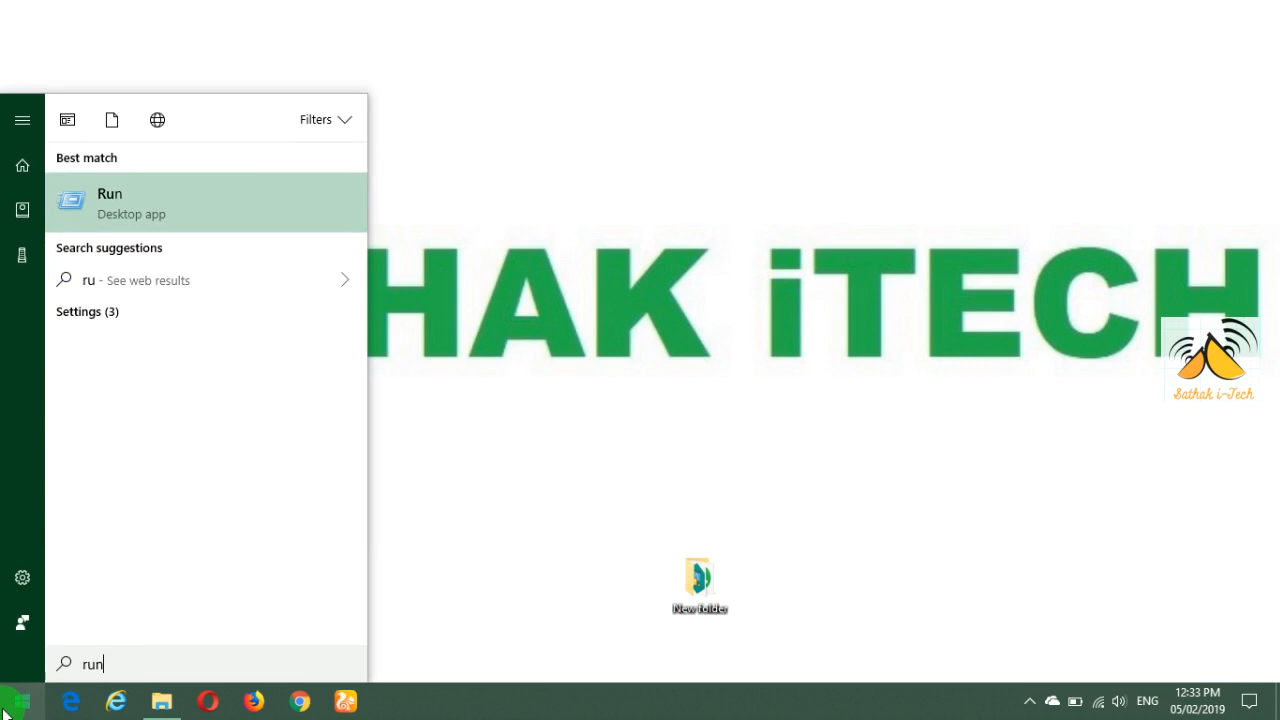 Filters
Best match
Run
Desktop app
Search suggestions
ru - See web results
Settings (3)
HAK iTECH
Sathak i-Tech
New folder
run
ENG
12:33 PM
05/02/2019